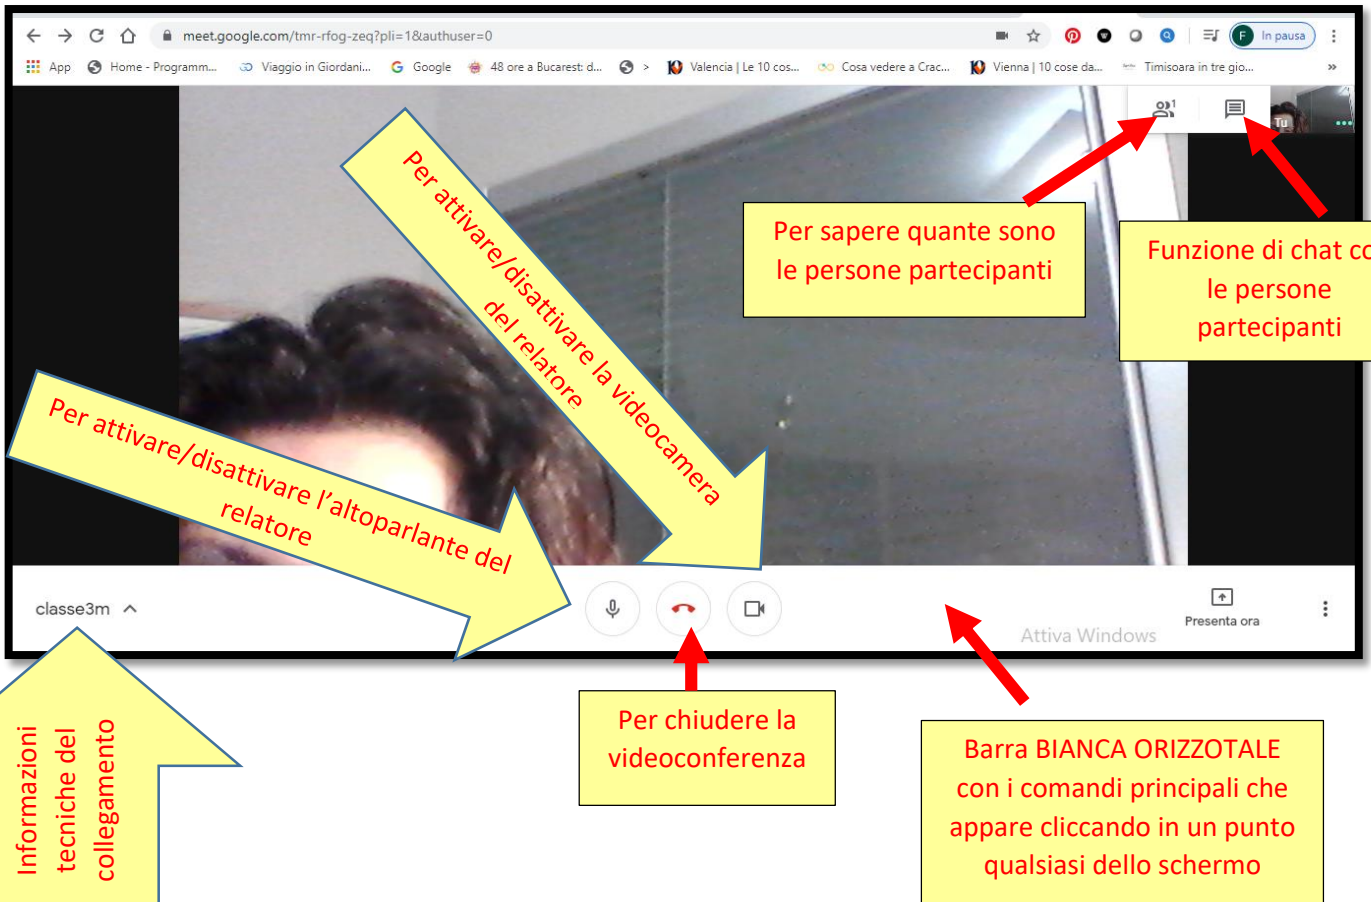 meet.google.com/tmr-rfog-zeq?pli=1&authuser=0
F In pausa
App Home - Programm... Viaggio in Giordani... Google 48 ore a Bucarest: d... > Valencia | Le 10 cos... Cosa vedere a Crac... Vienna | 10 cose da... Timisoara in tre gio... »
1
Tu
Per attivare/disattivare la videocamera
del relatore
Per sapere quante sono
le persone partecipanti
Funzione di chat co
le persone
partecipanti
Per attivare/disattivare l'altoparlante del
relatore
classe3m
Presenta ora
Attiva Windows
Informazioni
tecniche del
collegamento
Per chiudere la
videoconferenza
Barra BIANCA ORIZZOTALE
con i comandi principali che
appare cliccando in un punto
qualsiasi dello schermo